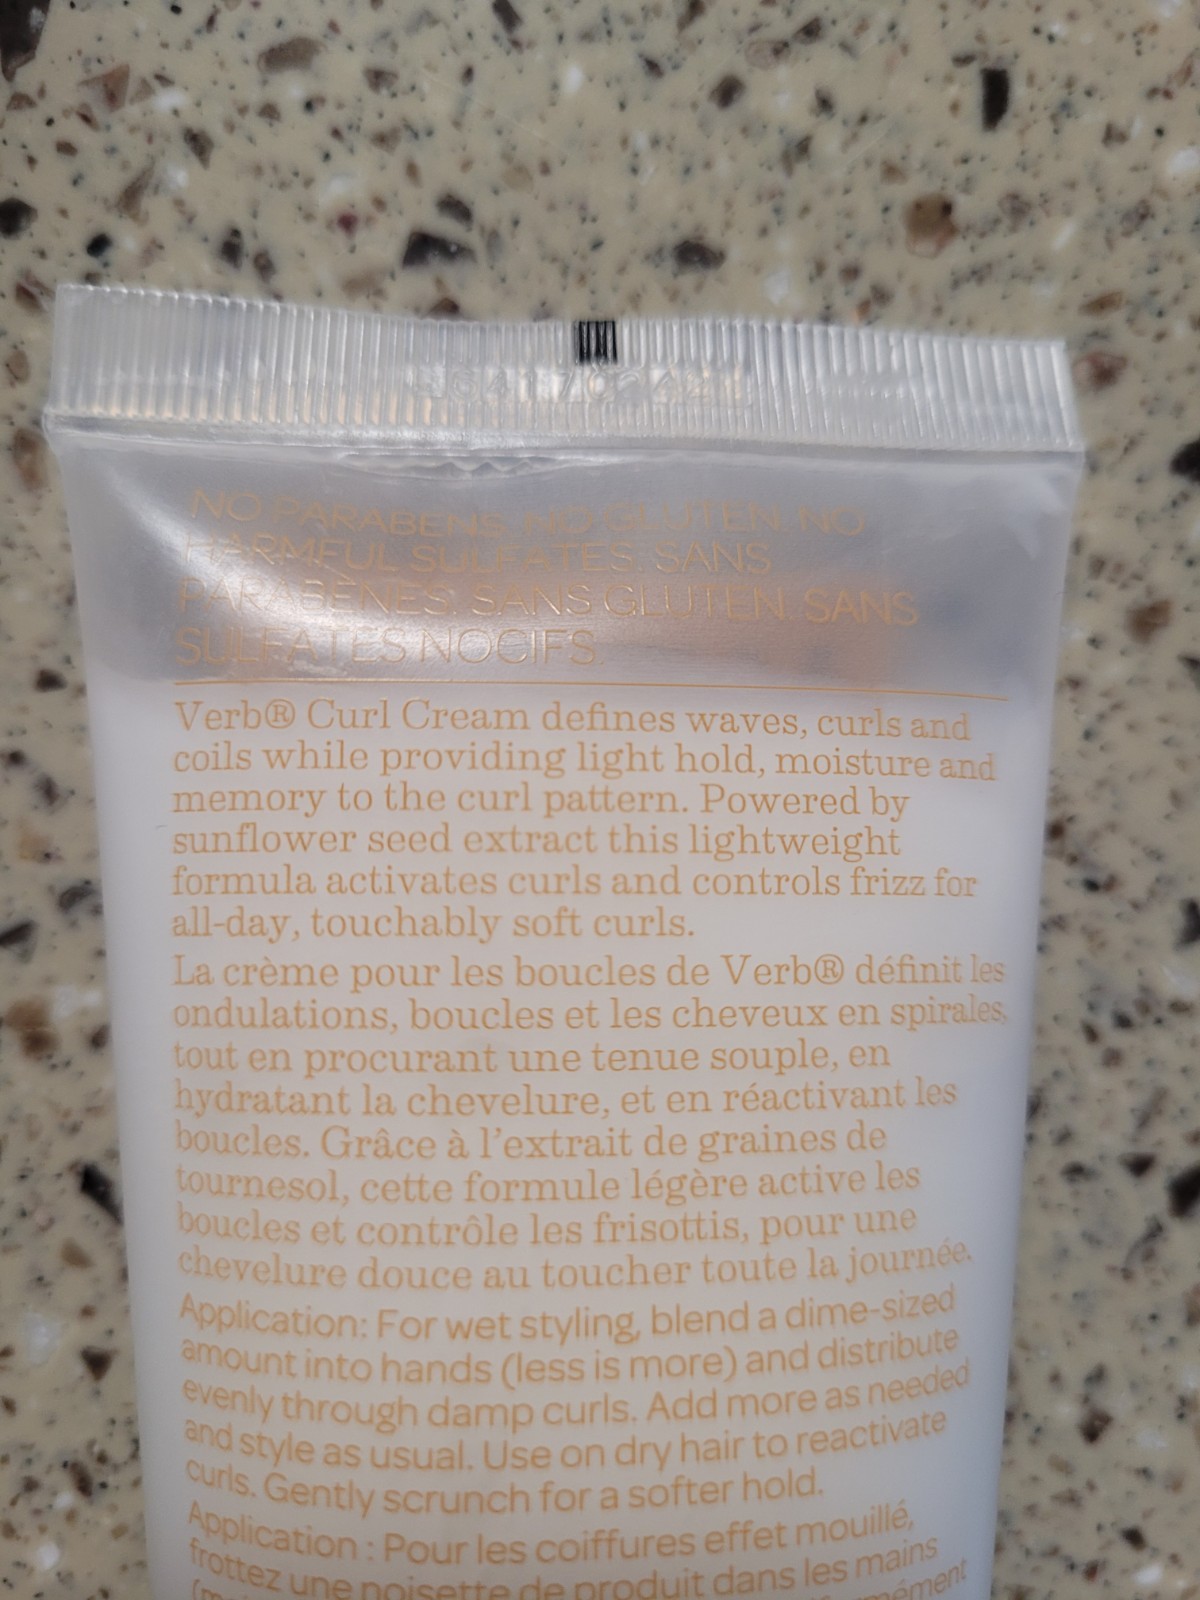 NO PARABENS. NO GLUTEN. NO
HARMFUL SULFATES. SANS
PARABÈNES. SANS GLUTEN. SANS
SULFATES NOCIFS.
Verb® Curl Cream defines waves, curls and
coils while providing light hold, moisture and
memory to the curl pattern. Powered by
sunflower seed extract this lightweight
formula activates curls and controls frizz for
all-day, touchably soft curls.
La crème pour les boucles de Verb® définit les
ondulations, boucles et les cheveux en spirales,
tout en procurant une tenue souple, en
hydratant la chevelure, et en réactivant les
boucles. Grâce à l'extrait de graines de
tournesol, cette formule légère active les
boucles et contrôle les frisottis, pour une
chevelure douce au toucher toute la journée.
Application: For wet styling, blend a dime-sized
amount into hands (less is more) and distribute
evenly through damp curls. Add more as needed
and style as usual. Use on dry hair to reactivate
curls. Gently scrunch for a softer hold.
Application : Pour les coiffures effet mouillé,
frottez une noisette de produit dans les mains